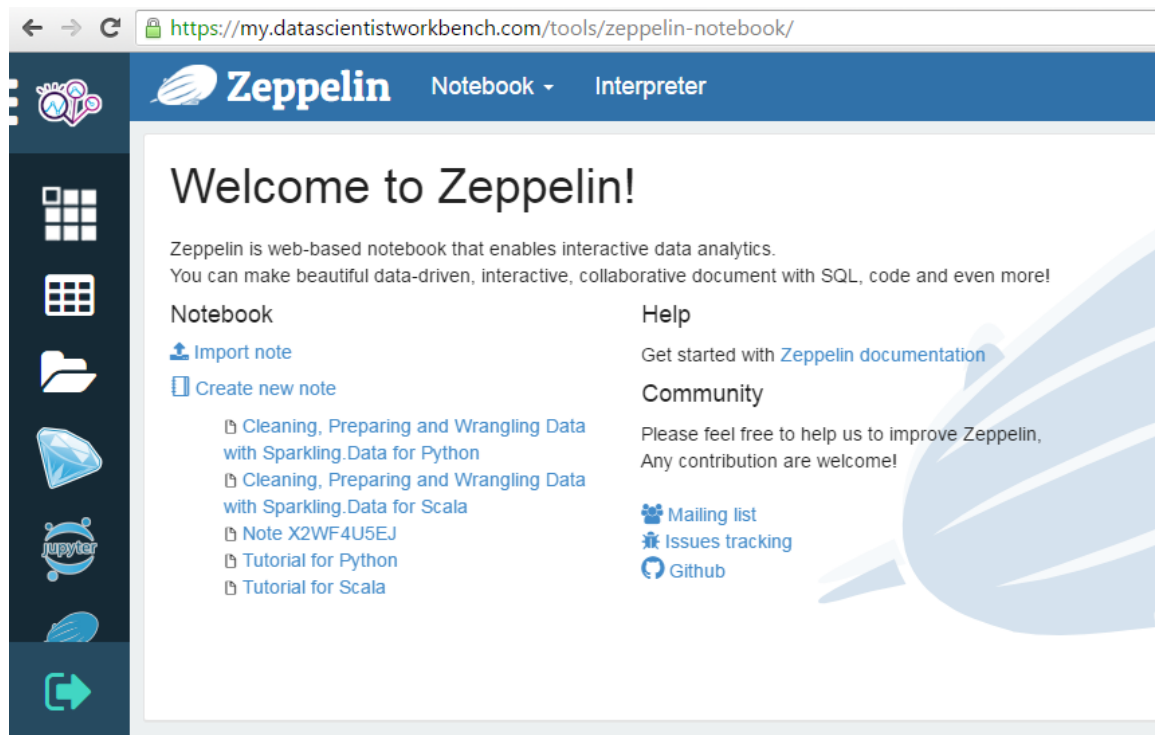 https://my.datascientistworkbench.com/tools/zeppelin-notebook/
Zeppelin Notebook Interpreter
Welcome to Zeppelin!
Zeppelin is web-based notebook that enables interactive data analytics.
You can make beautiful data-driven, interactive, collaborative document with SQL, code and even more!
Notebook
Import note
Create new note
Cleaning, Preparing and Wrangling Data
with Sparkling.Data for Python
Cleaning, Preparing and Wrangling Data
with Sparkling.Data for Scala
Note X2WF4U5EJ
Tutorial for Python
Tutorial for Scala
Help
Get started with Zeppelin documentation
Community
Please feel free to help us to improve Zeppelin,
Any contribution are welcome!
Mailing list
Issues tracking
Github
jupyter